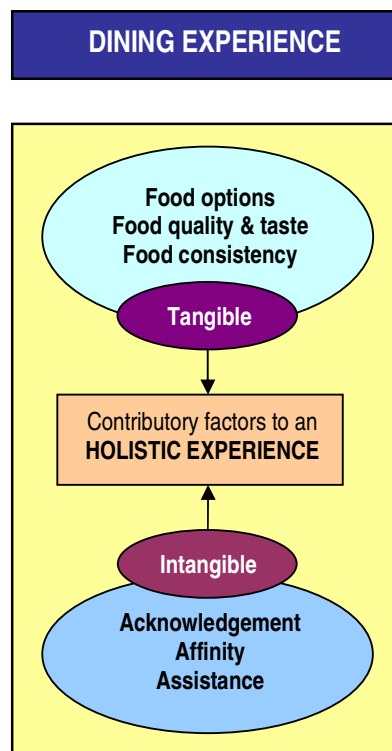 DINING EXPERIENCE
Food options
Food quality & taste
Food consistency
Tangible
Contributory factors to an
HOLISTIC EXPERIENCE
Intangible
Acknowledgement
Affinity
Assistance